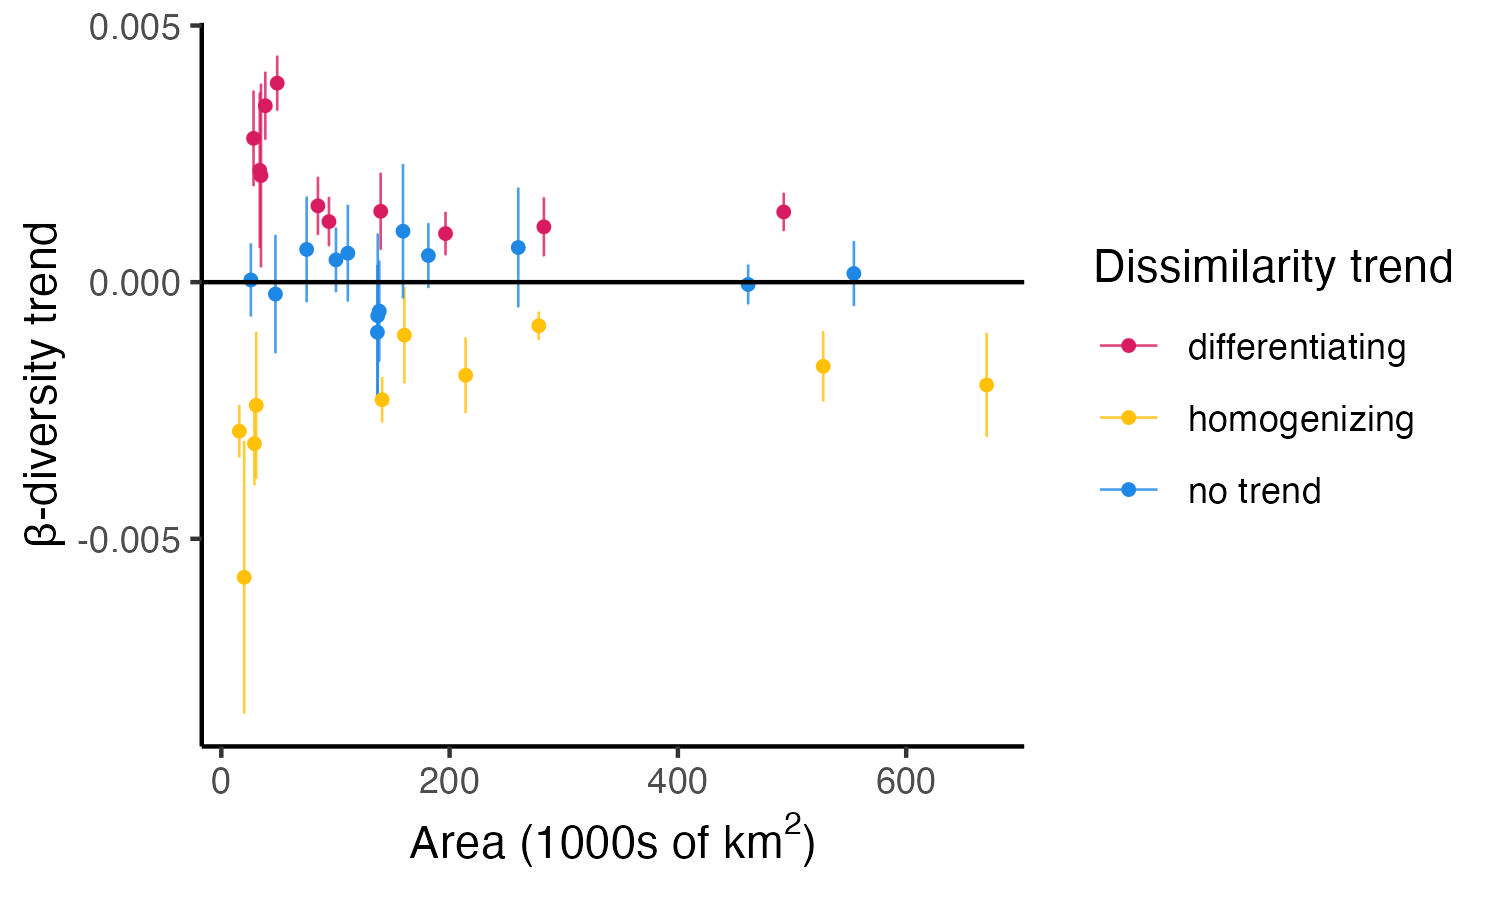 0.005
0.000
-0.005
β-diversity trend
0 200 400 600
Area (1000s of km²)
Dissimilarity trend
differentiating
homogenizing
no trend